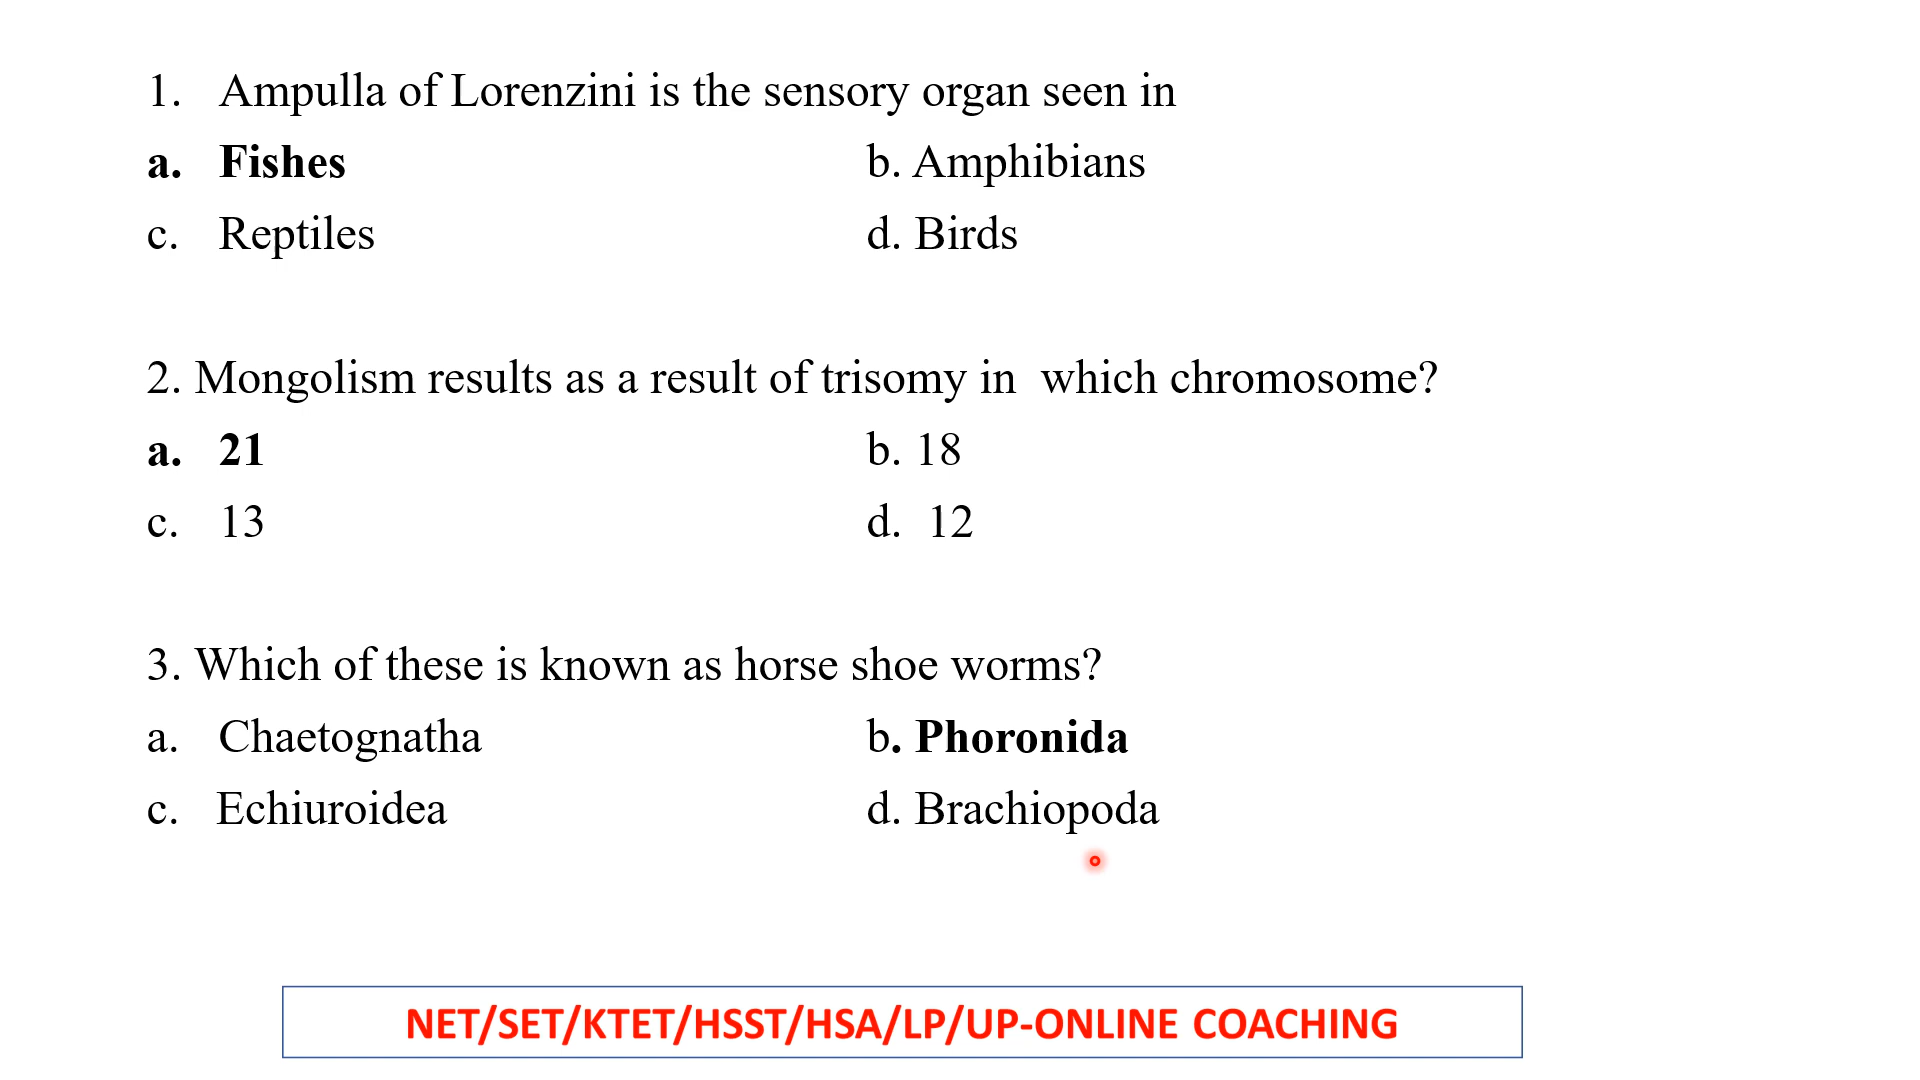 1. Ampulla of Lorenzini is the sensory organ seen in
a. Fishes b. Amphibians
c. Reptiles d. Birds
2. Mongolism results as a result of trisomy in which chromosome?
a. 21 b. 18
c. 13 d. 12
3. Which of these is known as horse shoe worms?
a. Chaetognatha b. Phoronida
c. Echiuroidea d. Brachiopoda
NET/SET/KTET/HSST/HSA/LP/UP-ONLINE COACHING